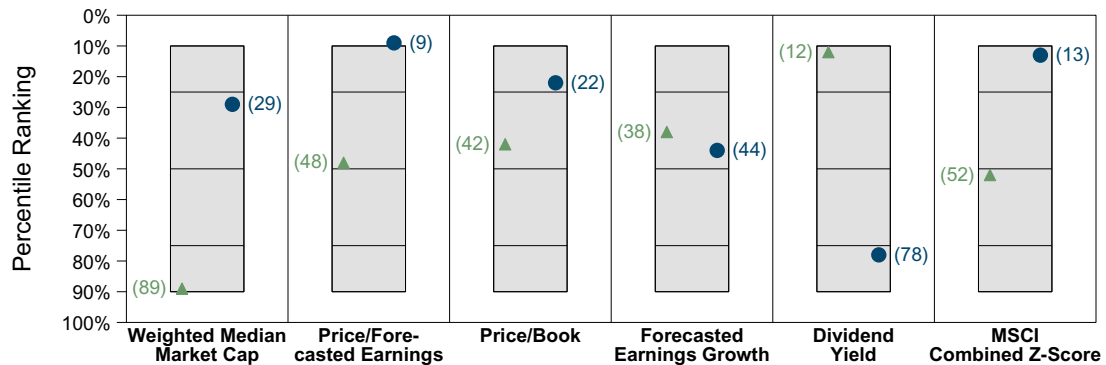 Percentile Ranking
0%
10%
20%
30%
40%
50%
60%
70%
80%
90%
100%
(89)
(29)
(48)
(9)
(42)
(22)
(38)
(44)
(12)
(78)
(52)
(13)
Weighted Median
Market Cap
Price/Fore-
casted Earnings
Price/Book
Forecasted
Earnings Growth
Dividend
Yield
MSCI
Combined Z-Score